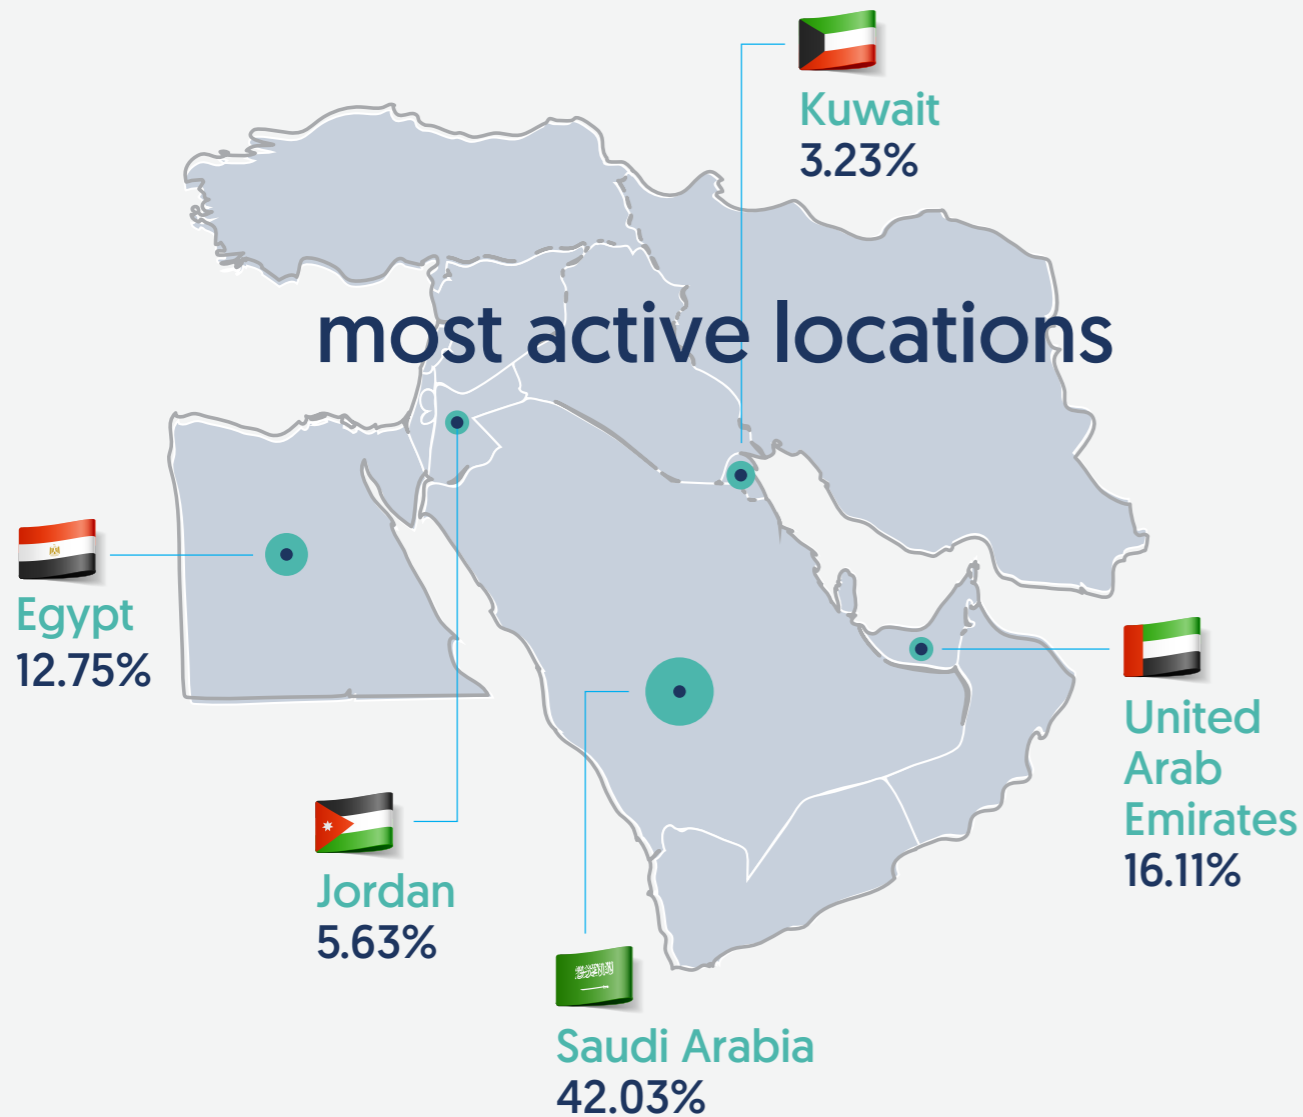 Kuwait
3.23%
most active locations
Egypt
12.75%
United
Arab
Emirates
16.11%
Jordan
5.63%
Saudi Arabia
42.03%